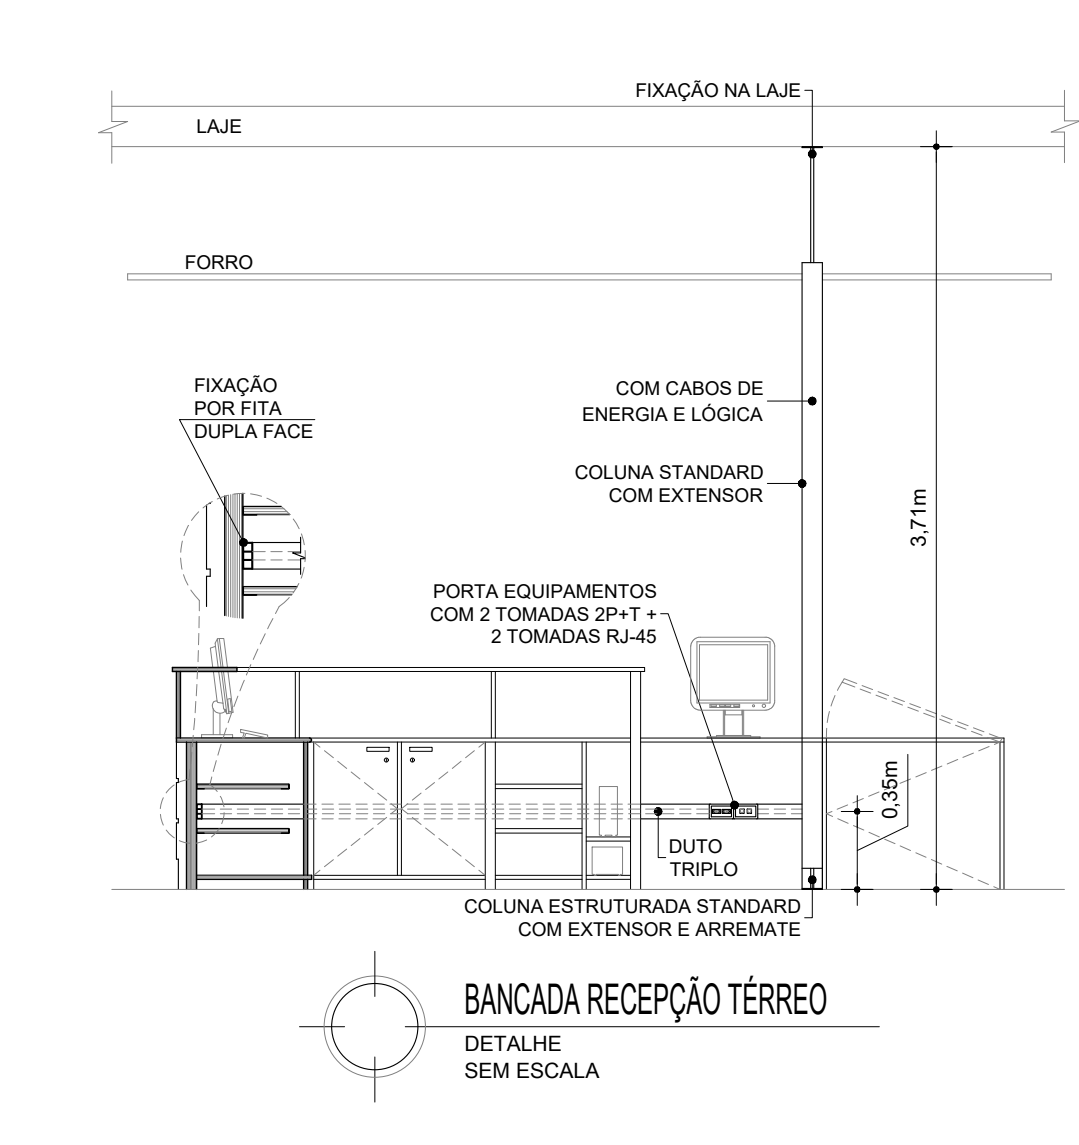 FIXAÇÃO NA LAJE
LAJE
FORRO
FIXAÇÃO
POR FITA
DUPLA FACE
COM CABOS DE
ENERGIA E LÓGICA
COLUNA STANDARD
COM EXTENSOR
3,71m
PORTA EQUIPAMENTOS
COM 2 TOMADAS 2P+T +
2 TOMADAS RJ-45
0,35m
DUTO
TRIPLO
COLUNA ESTRUTURADA STANDARD
COM EXTENSOR E ARREMATE
BANCADA RECEPÇÃO TÉRREO
DETALHE
SEM ESCALA